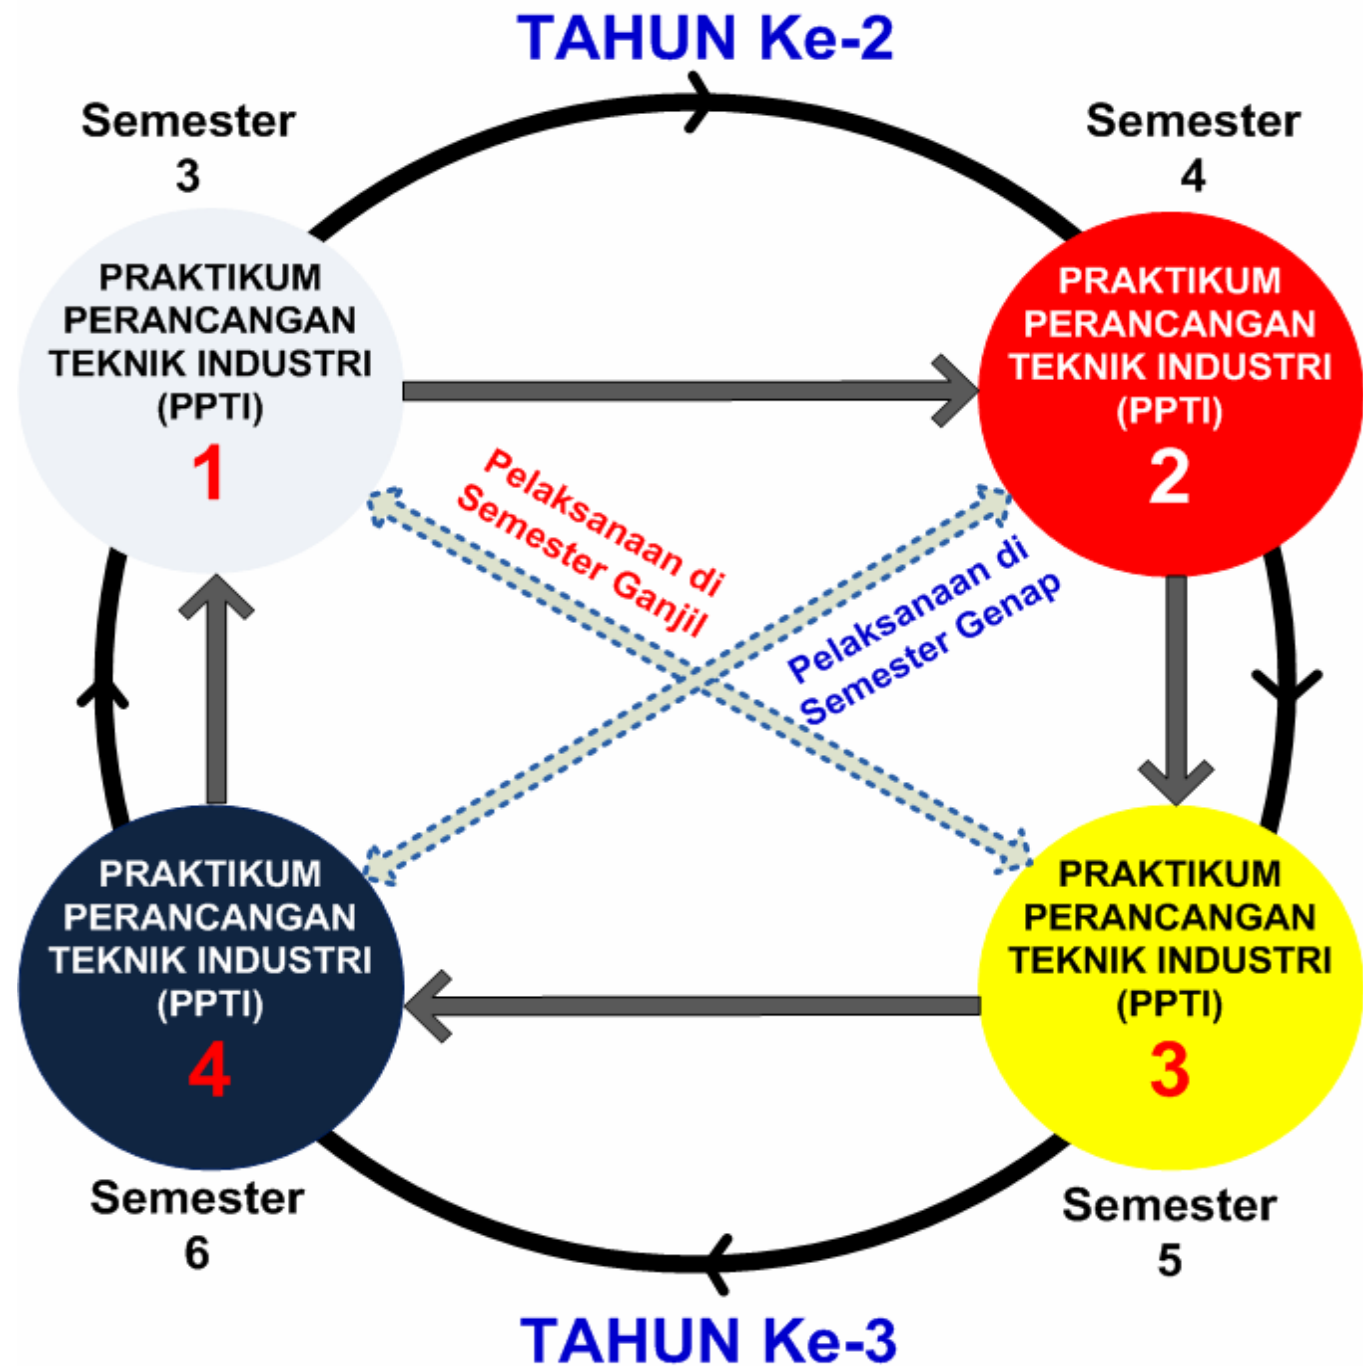 TAHUN Ke-2
Semester
3
Semester
4
PRAKTIKUM
PERANCANGAN
TEKNIK INDUSTRI
(PPTI)
1
PRAKTIKUM
PERANCANGAN
TEKNIK INDUSTRI
(PPTI)
2
Pelaksanaan di
Semester Ganjil
Pelaksanaan di
Semester Genap
PRAKTIKUM
PERANCANGAN
TEKNIK INDUSTRI
(PPTI)
4
PRAKTIKUM
PERANCANGAN
TEKNIK INDUSTRI
(PPTI)
3
Semester
6
Semester
5
TAHUN Ke-3